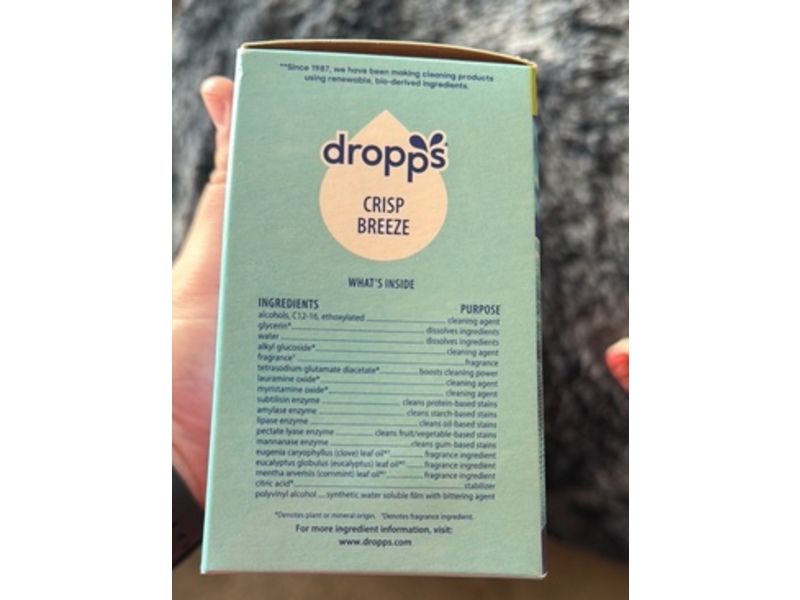 **Since 1987, we have been making cleaning products
using renewable, bio-derived ingredients.
dropps
CRISP
BREEZE
WHAT'S INSIDE
INGREDIENTS PURPOSE
alcohols, C12-16, ethoxylated cleaning agent
glycerin* dissolves ingredients
water dissolves ingredients
alkyl glucoside* cleaning agent
fragrance† fragrance
tetrasodium glutamate diacetate* boosts cleaning power
lauramine oxide* cleaning agent
myristamine oxide* cleaning agent
subtilisin enzyme cleans protein-based stains
amylase enzyme cleans starch-based stains
lipase enzyme cleans oil-based stains
pectate lyase enzyme cleans fruit/vegetable-based stains
mannanase enzyme cleans gum-based stains
eugenia caryophyllus (clove) leaf oil*† fragrance ingredient
eucalyptus globulus (eucalyptus) leaf oil*† fragrance ingredient
mentha arvensis (cornmint) leaf oil*† fragrance ingredient
citric acid* stabilizer
polyvinyl alcohol synthetic water soluble film with bittering agent
*Denotes plant or mineral origin. †Denotes fragrance ingredient.
For more ingredient information, visit:
www.dropps.com